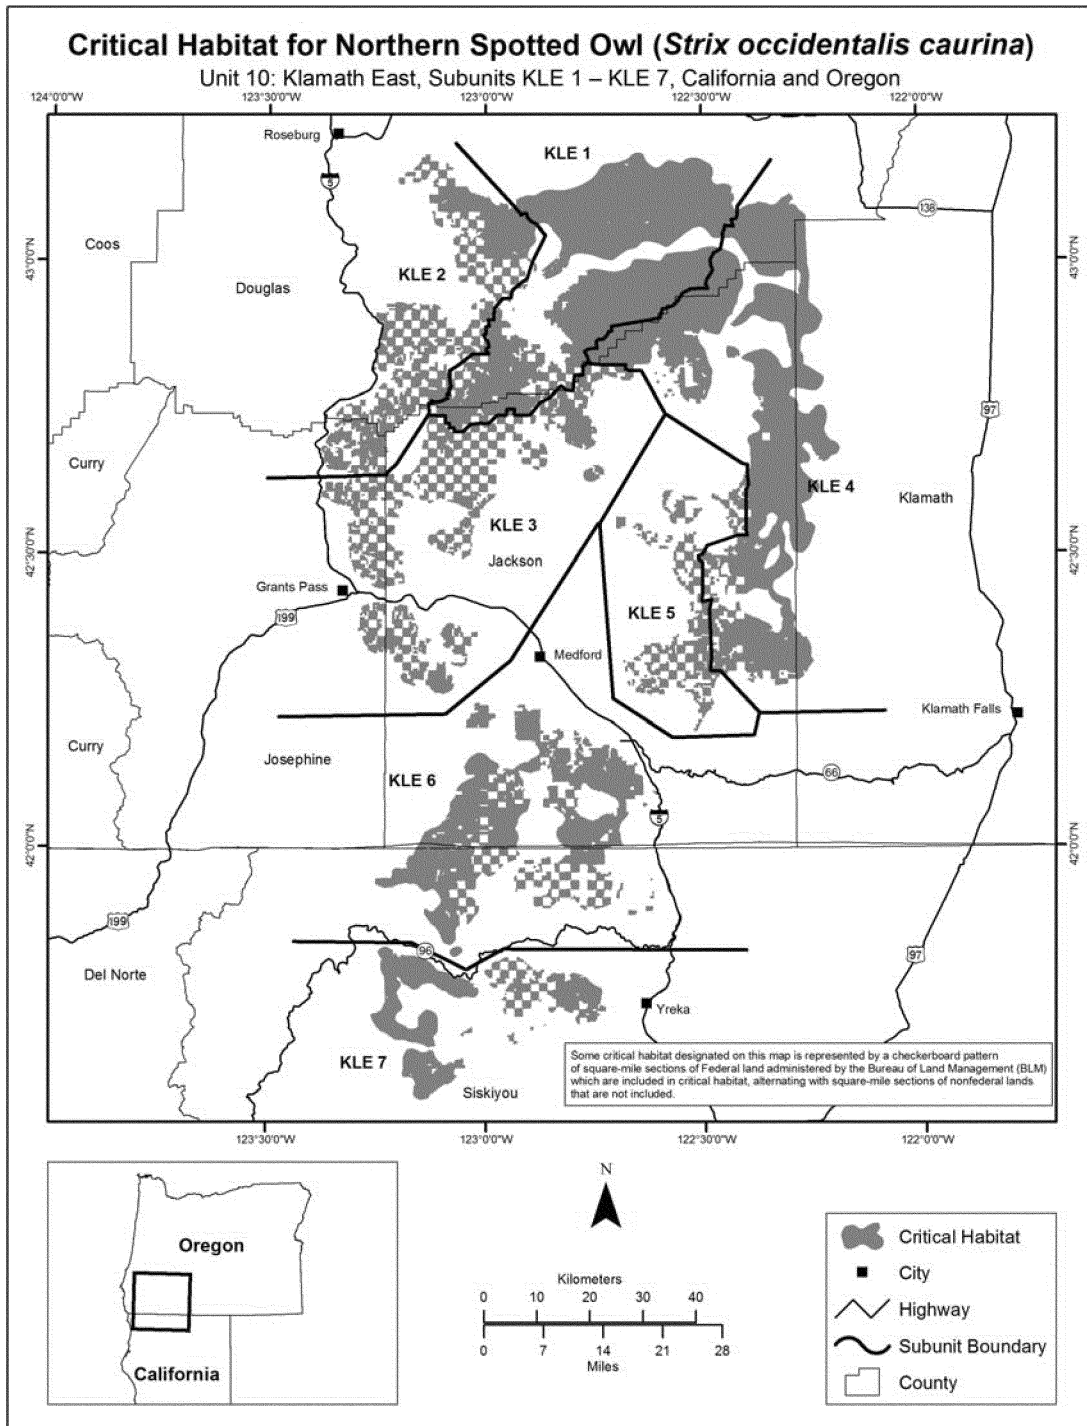 Critical Habitat for Northern Spotted Owl (Strix occidentalis caurina)
Unit 10: Klamath East, Subunits KLE 1 – KLE 7, California and Oregon
124°0'0"W
123°30'0"W
123°0'0"W
122°30'0"W
122°0'0"W
Roseburg
KLE 1
5
138
Coos
43°0'0"N
43°0'0"N
KLE 2
Douglas
97
Curry
KLE 4
Klamath
KLE 3
Jackson
42°30'0"N
42°30'0"N
Grants Pass
199
KLE 5
Medford
Klamath Falls
Curry
Josephine
KLE 6
66
5
42°0'0"N
42°0'0"N
199
96
97
Del Norte
Yreka
KLE 7
Siskiyou
Some critical habitat designated on this map is represented by a checkerboard pattern
of square-mile sections of Federal land administered by the Bureau of Land Management (BLM)
which are included in critical habitat, alternating with square-mile sections of nonfederal lands
that are not included.
123°30'0"W
123°0'0"W
122°30'0"W
122°0'0"W
Oregon
California
N
Kilometers
0 10 20 30 40
0 7 14 21 28
Miles
Critical Habitat
City
Highway
Subunit Boundary
County